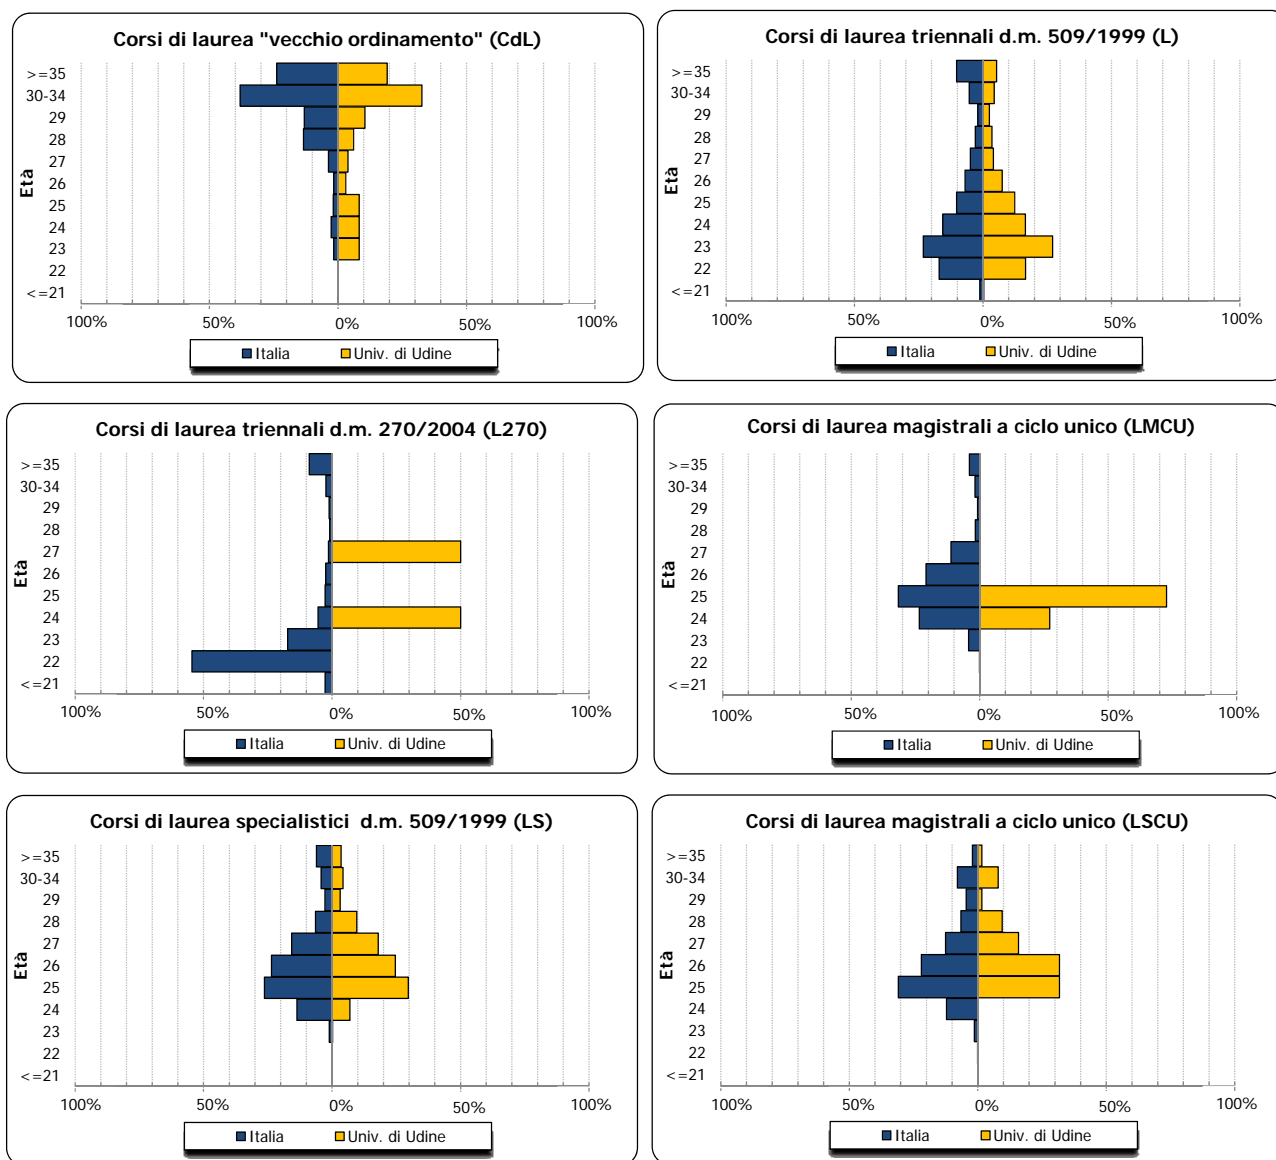 Corsi di laurea "vecchio ordinamento" (CdL)
Età
>=35
30-34
29
28
27
26
25
24
23
22
<=21
100% 50% 0% 50% 100%
Italia Univ. di Udine
Corsi di laurea triennali d.m. 509/1999 (L)
Età
>=35
30-34
29
28
27
26
25
24
23
22
<=21
100% 50% 0% 50% 100%
Italia Univ. di Udine
Corsi di laurea triennali d.m. 270/2004 (L270)
Età
>=35
30-34
29
28
27
26
25
24
23
22
<=21
100% 50% 0% 50% 100%
Italia Univ. di Udine
Corsi di laurea magistrali a ciclo unico (LMCU)
Età
>=35
30-34
29
28
27
26
25
24
23
22
<=21
100% 50% 0% 50% 100%
Italia Univ. di Udine
Corsi di laurea specialistici d.m. 509/1999 (LS)
Età
>=35
30-34
29
28
27
26
25
24
23
22
<=21
100% 50% 0% 50% 100%
Italia Univ. di Udine
Corsi di laurea magistrali a ciclo unico (LSCU)
Età
>=35
30-34
29
28
27
26
25
24
23
22
<=21
100% 50% 0% 50% 100%
Italia Univ. di Udine